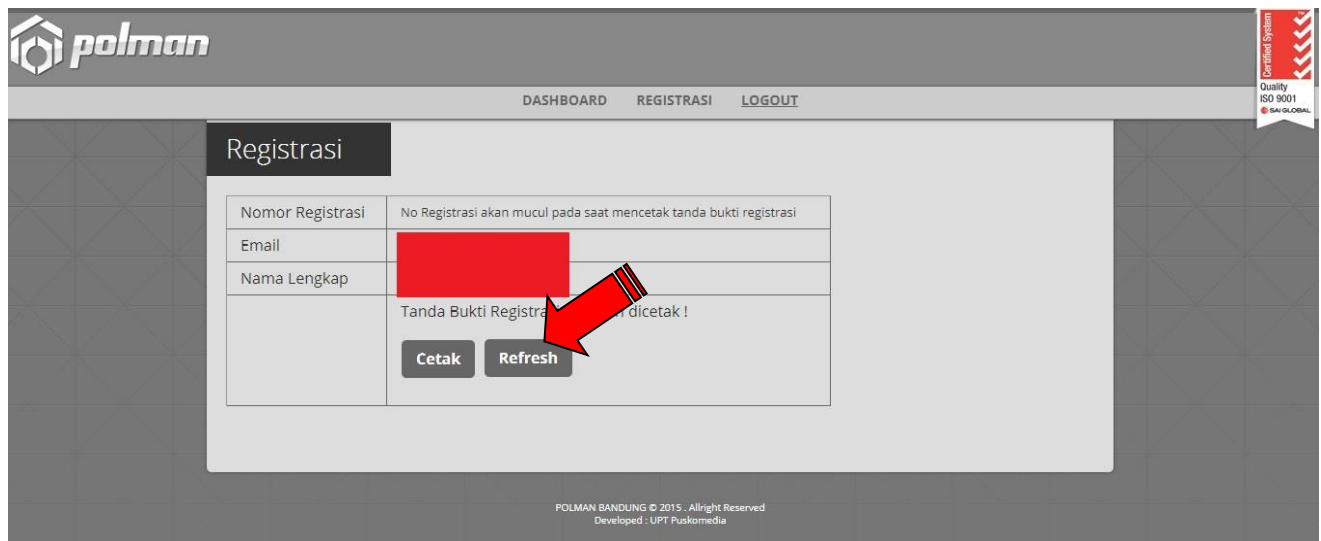 polman
Certified System
Quality
ISO 9001
SAI GLOBAL
DASHBOARD REGISTRASI LOGOUT
Registrasi
Nomor Registrasi No Registrasi akan mucul pada saat mencetak tanda bukti registrasi
Email
Nama Lengkap
Tanda Bukti dicetak !
Cetak Refresh
POLMAN BANDUNG © 2015 . Allright Reserved
Developed : UPT Puskomedia